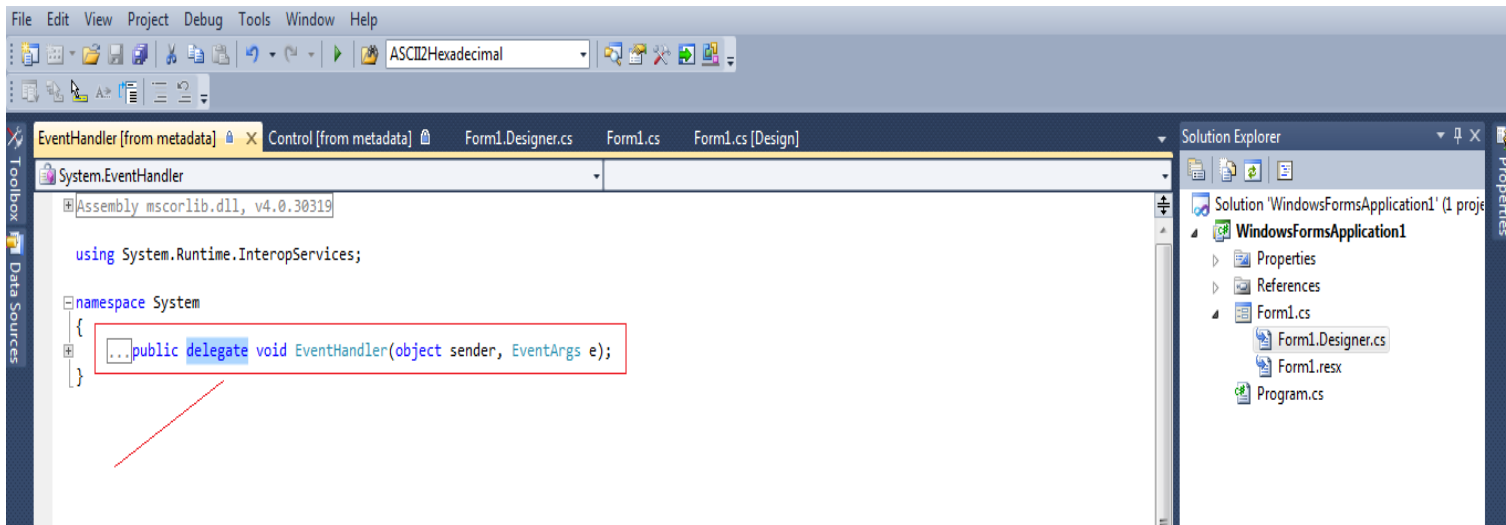 File Edit View Project Debug Tools Window Help
ASCII2Hexadecimal
EventHandler [from metadata] Control [from metadata] Form1.Designer.cs Form1.cs Form1.cs [Design]
System.EventHandler
Assembly mscorlib.dll, v4.0.30319
using System.Runtime.InteropServices;
namespace System
{
...public delegate void EventHandler(object sender, EventArgs e);
}
Toolbox
Data Sources
Solution Explorer
Solution 'WindowsFormsApplication1' (1 proje
WindowsFormsApplication1
Properties
References
Form1.cs
Form1.Designer.cs
Form1.resx
Program.cs
Properties